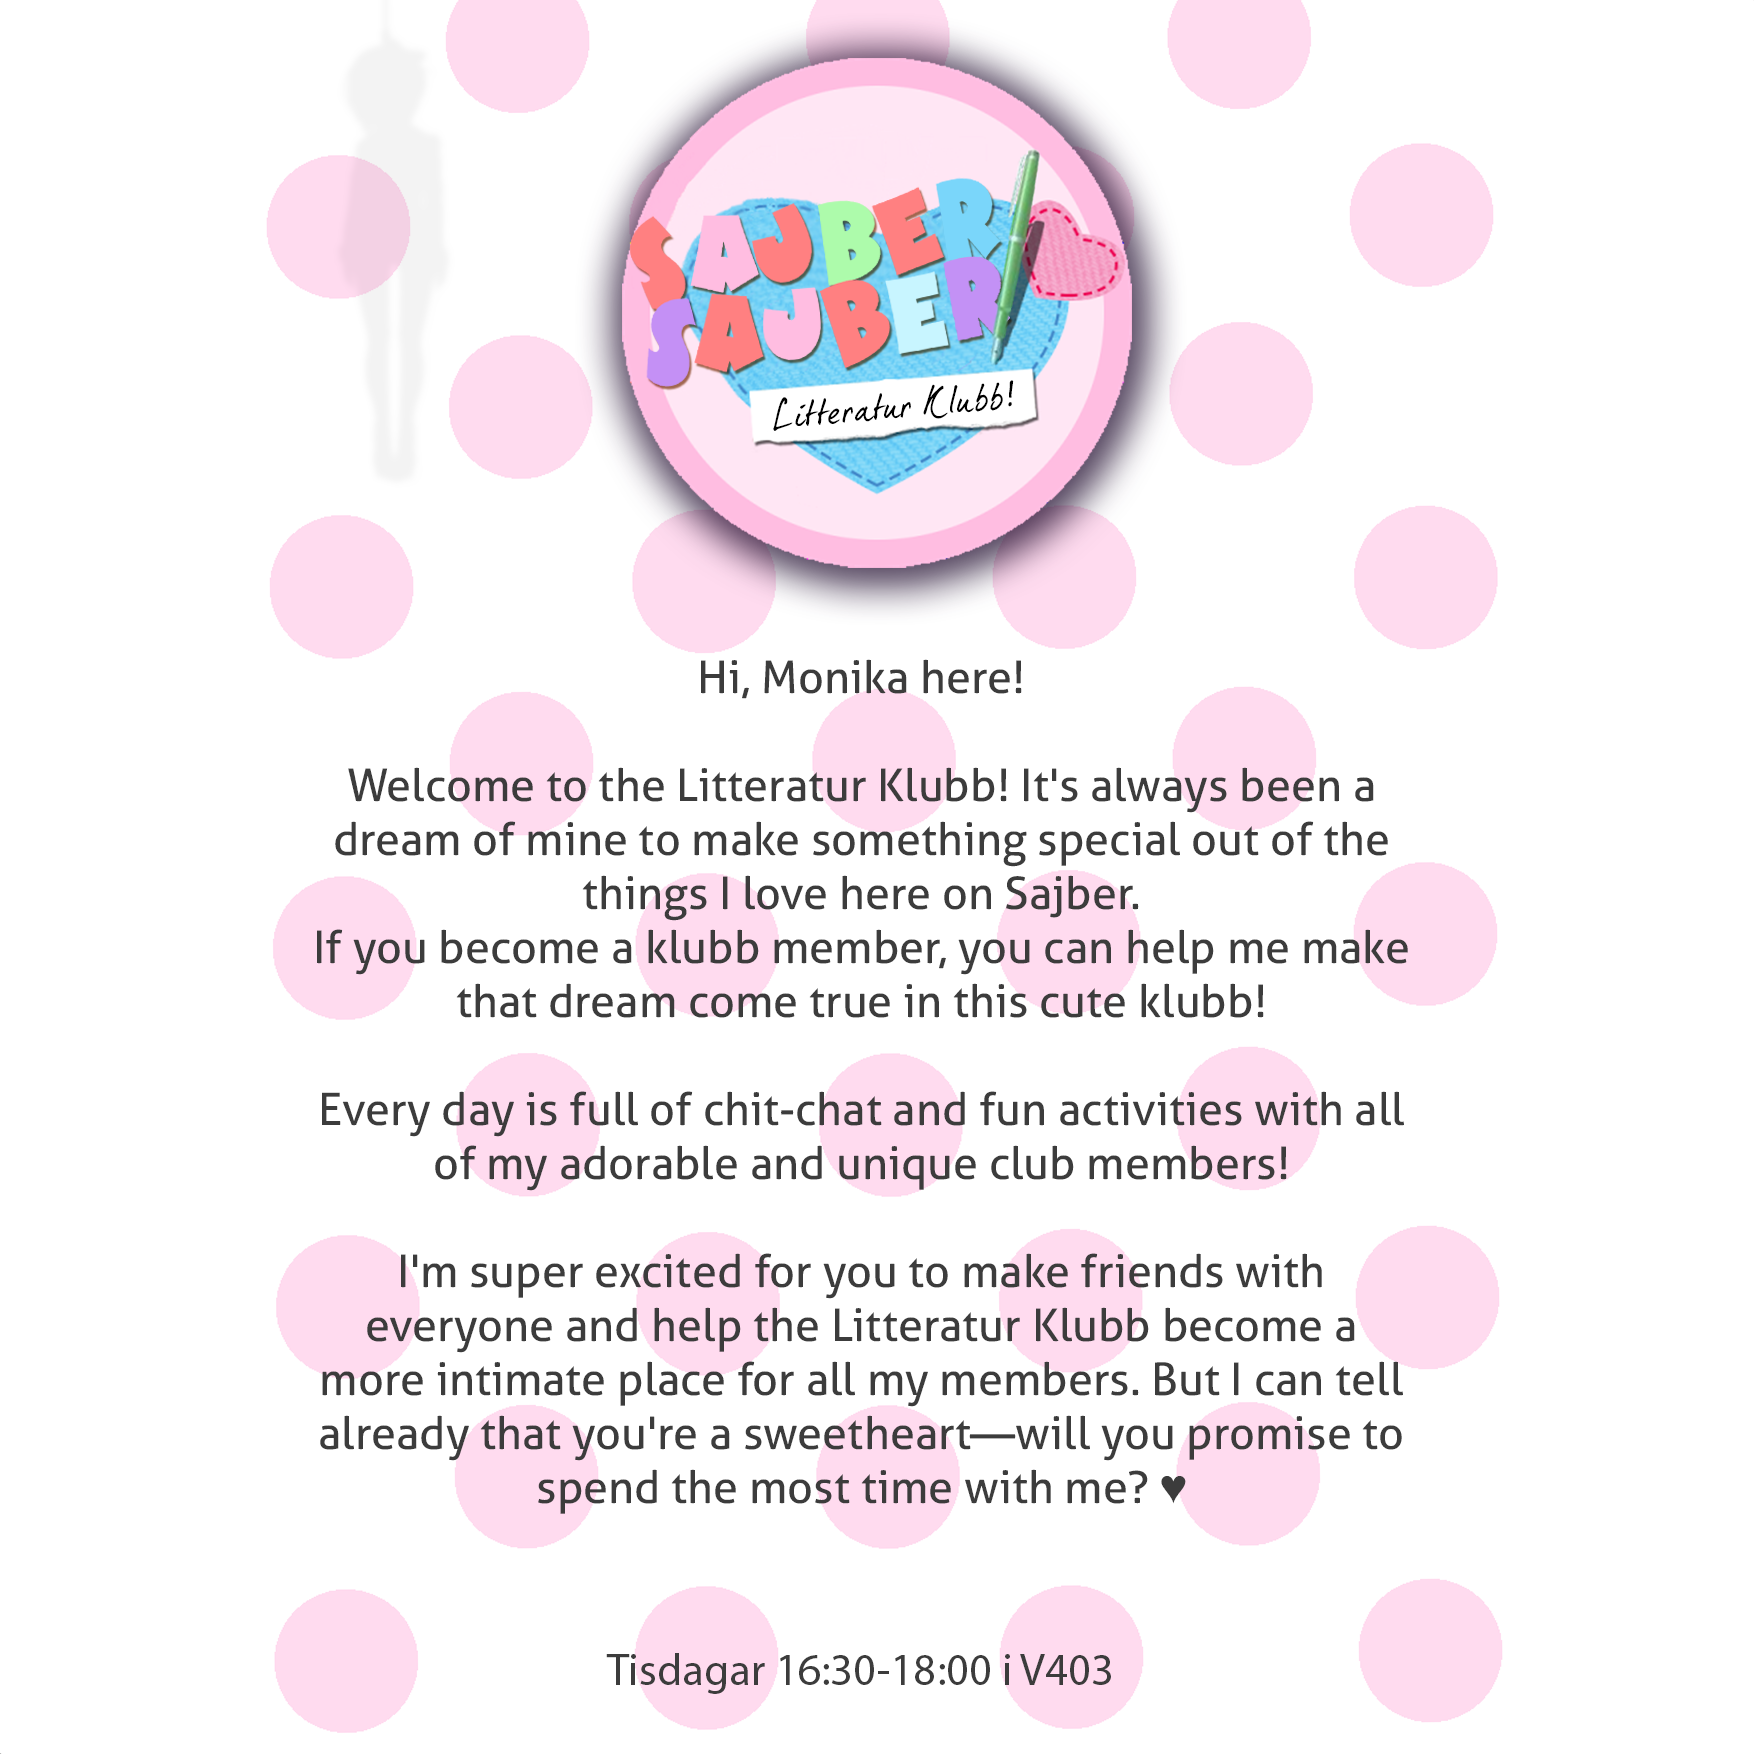 SAJBER
SAJBER
Litteratur Klubb!
Hi, Monika here!
Welcome to the Litteratur Klubb! It's always been a
dream of mine to make something special out of the
things I love here on Sajber.
If you become a klubb member, you can help me make
that dream come true in this cute klubb!
Every day is full of chit-chat and fun activities with all
of my adorable and unique club members!
I'm super excited for you to make friends with
everyone and help the Litteratur Klubb become a
more intimate place for all my members. But I can tell
already that you're a sweetheart—will you promise to
spend the most time with me? ♥
Tisdagar 16:30-18:00 i V403